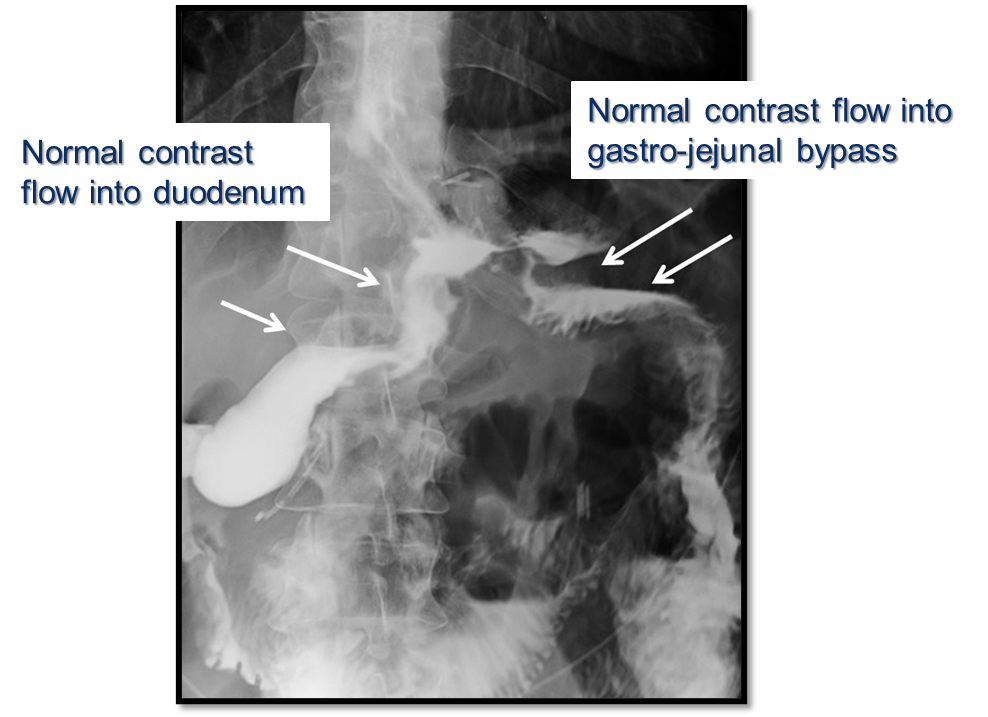 Normal contrast
flow into duodenum
Normal contrast flow into
gastro-jejunal bypass